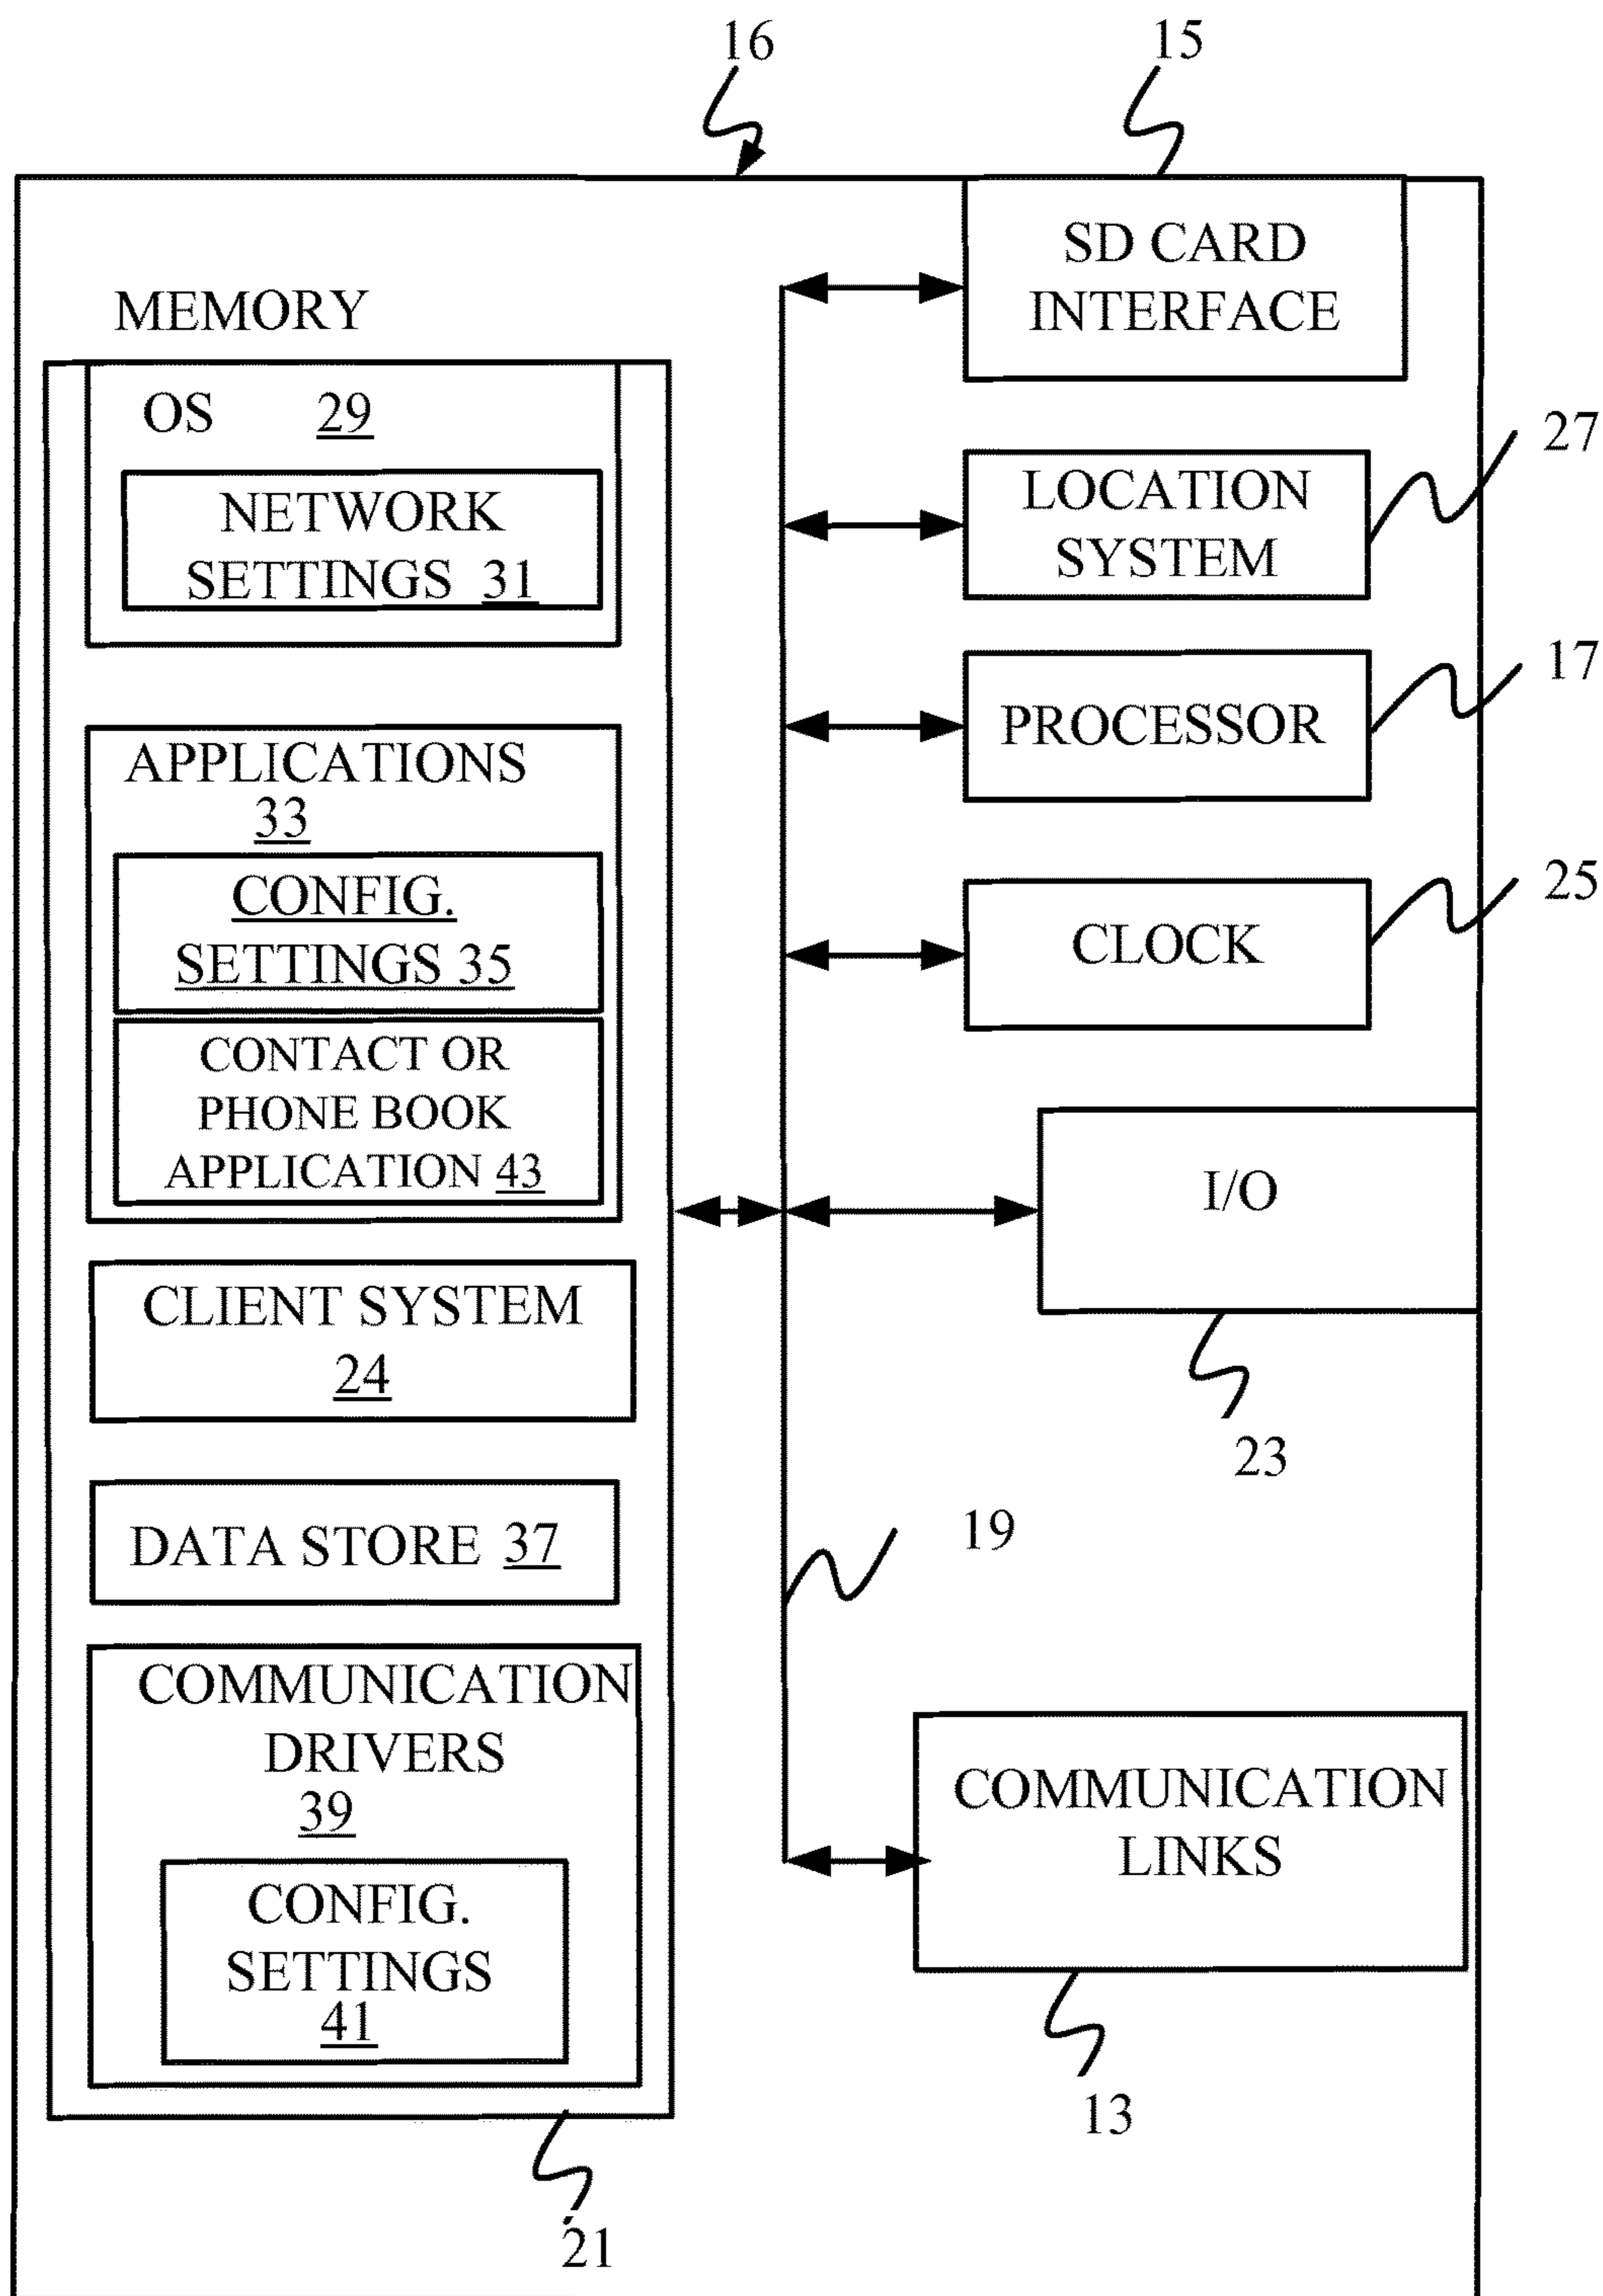 16
15
SD CARD
INTERFACE
MEMORY
OS 29
NETWORK
SETTINGS 31
27
LOCATION
SYSTEM
17
PROCESSOR
APPLICATIONS
33
CONFIG.
SETTINGS 35
25
CLOCK
CONTACT OR
PHONE BOOK
APPLICATION 43
I/O
23
CLIENT SYSTEM
24
19
DATA STORE 37
COMMUNICATION
DRIVERS
39
CONFIG.
SETTINGS
41
COMMUNICATION
LINKS
13
21